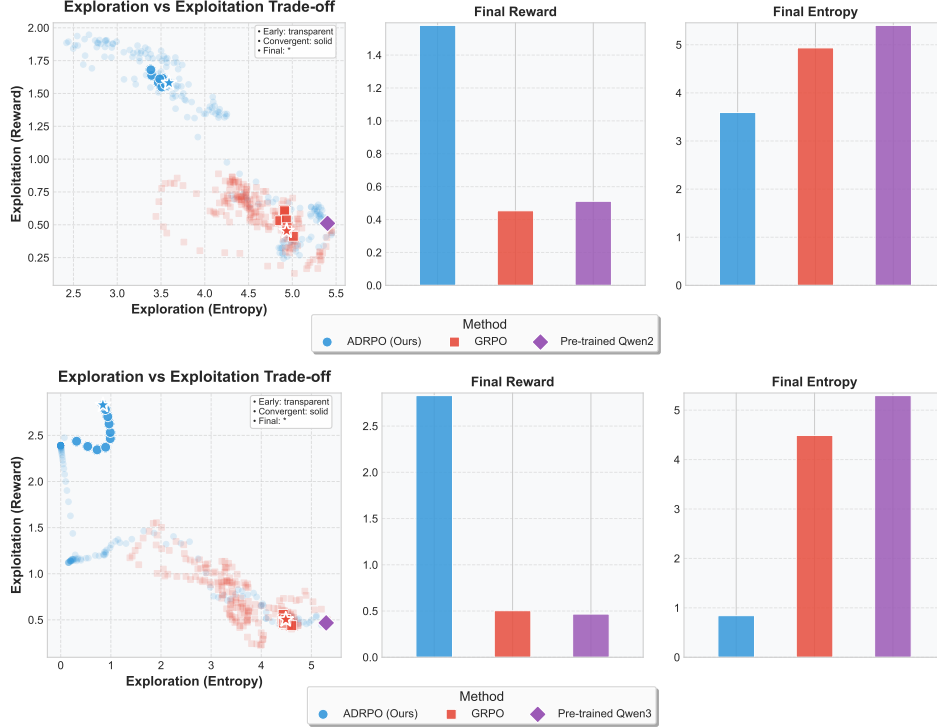 Exploration vs Exploitation Trade-off
Final Reward
Final Entropy
• Early: transparent
• Convergent: solid
• Final: *
Exploitation (Reward)
2.00
1.75
1.50
1.25
1.00
0.75
0.50
0.25
2.5 3.0 3.5 4.0 4.5 5.0 5.5
Exploration (Entropy)
1.4
1.2
1.0
0.8
0.6
0.4
0.2
0.0
5
4
3
2
1
0
Method
ADRPO (Ours) GRPO Pre-trained Qwen2
Exploration vs Exploitation Trade-off
Final Reward
Final Entropy
• Early: transparent
• Convergent: solid
• Final: *
Exploitation (Reward)
2.5
2.0
1.5
1.0
0.5
0 1 2 3 4 5
Exploration (Entropy)
2.5
2.0
1.5
1.0
0.5
0.0
5
4
3
2
1
0
Method
ADRPO (Ours) GRPO Pre-trained Qwen3